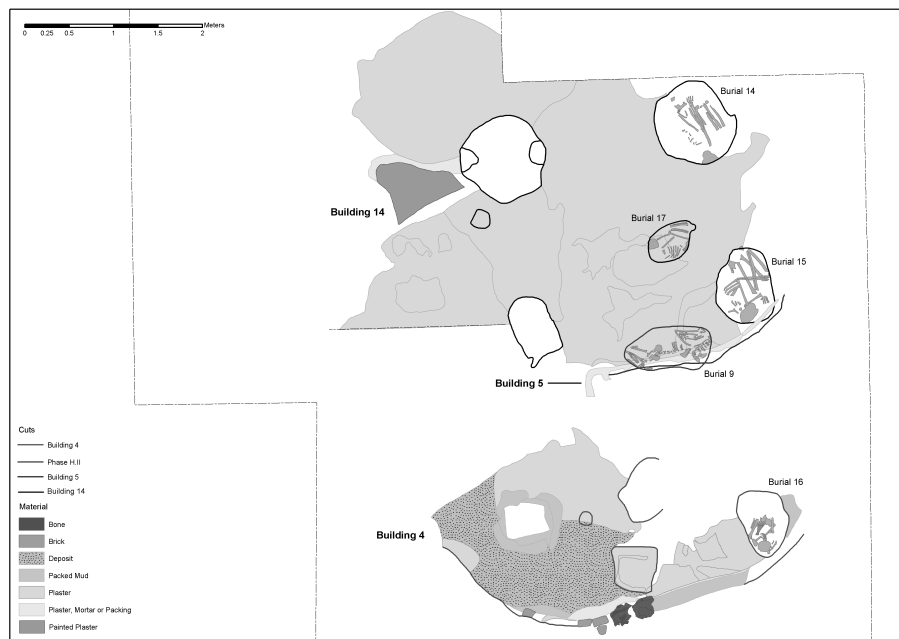 Meters
0 0.25 0.5 1 1.5 2
Burial 14
Building 14
Burial 17
Burial 15
Burial 9
Building 5
Burial 16
Building 4
Cuts
Building 4
Phase H.II
Building 5
Building 14
Material
Bone
Brick
Deposit
Packed Mud
Plaster
Plaster, Mortar or Packing
Painted Plaster